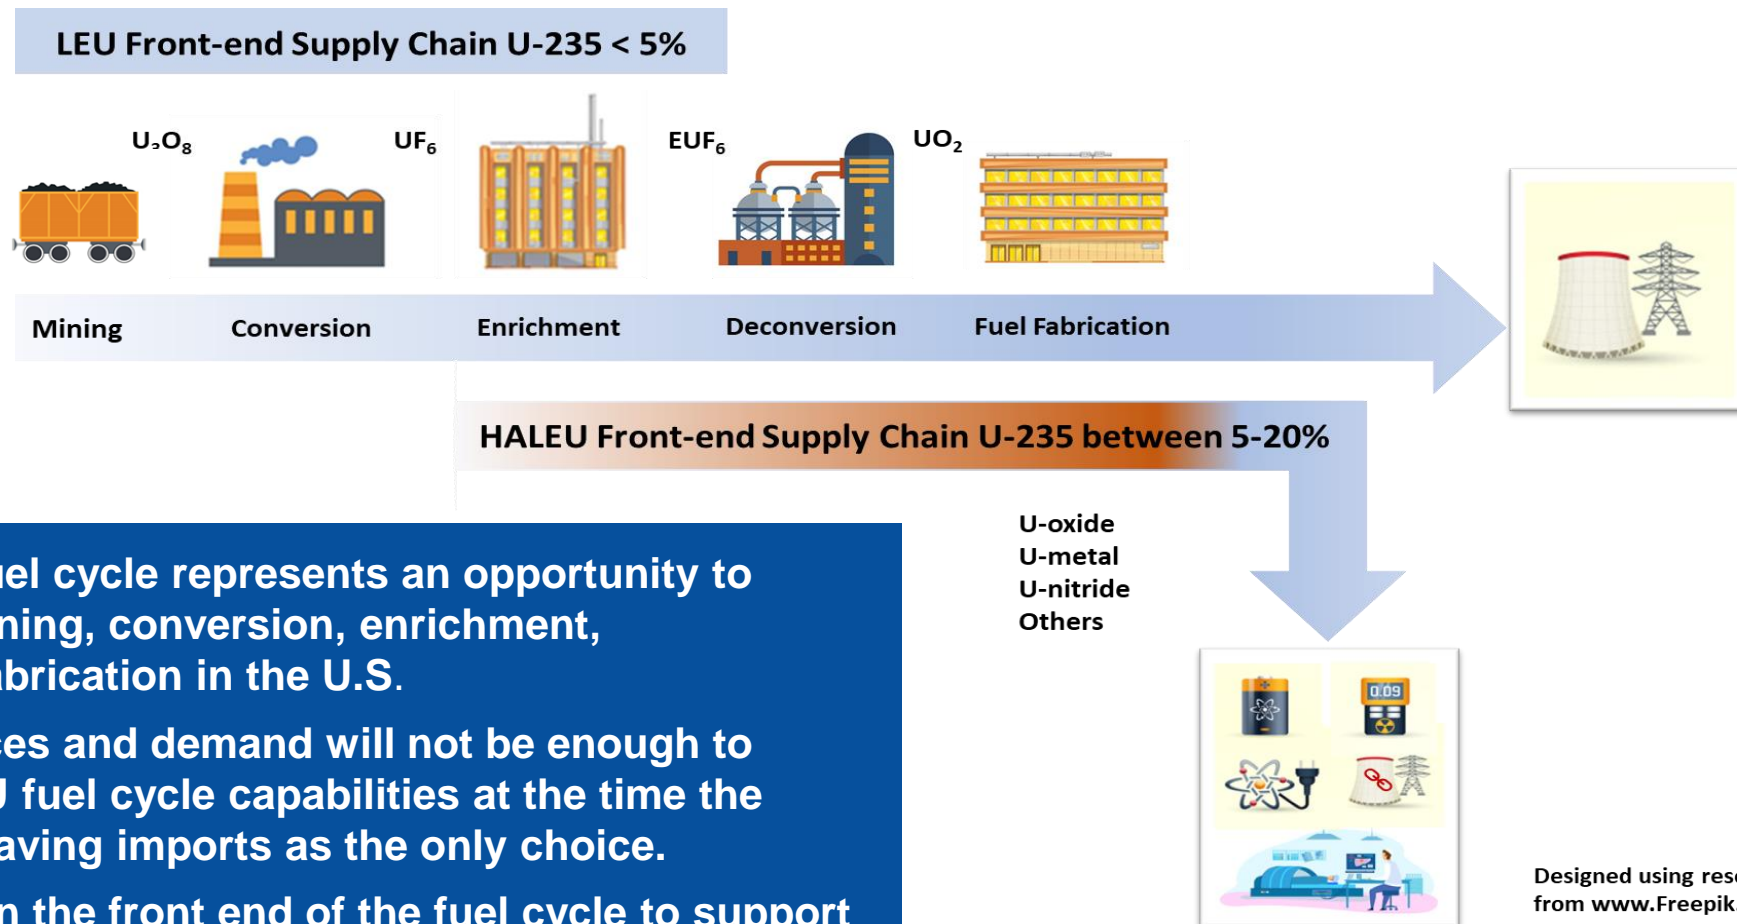 LEU Front-end Supply Chain U-235 < 5%
U₃O₈
UF₆
EUF₆
UO₂
Mining
Conversion
Enrichment
Deconversion
Fuel Fabrication
HALEU Front-end Supply Chain U-235 between 5-20%
U-oxide
U-metal
U-nitride
Others
0.09
uel cycle represents an opportunity to
ning, conversion, enrichment,
abrication in the U.S.
ces and demand will not be enough to
U fuel cycle capabilities at the time the
aving imports as the only choice.
n the front end of the fuel cycle to support
Designed using reso
from www.Freepik.